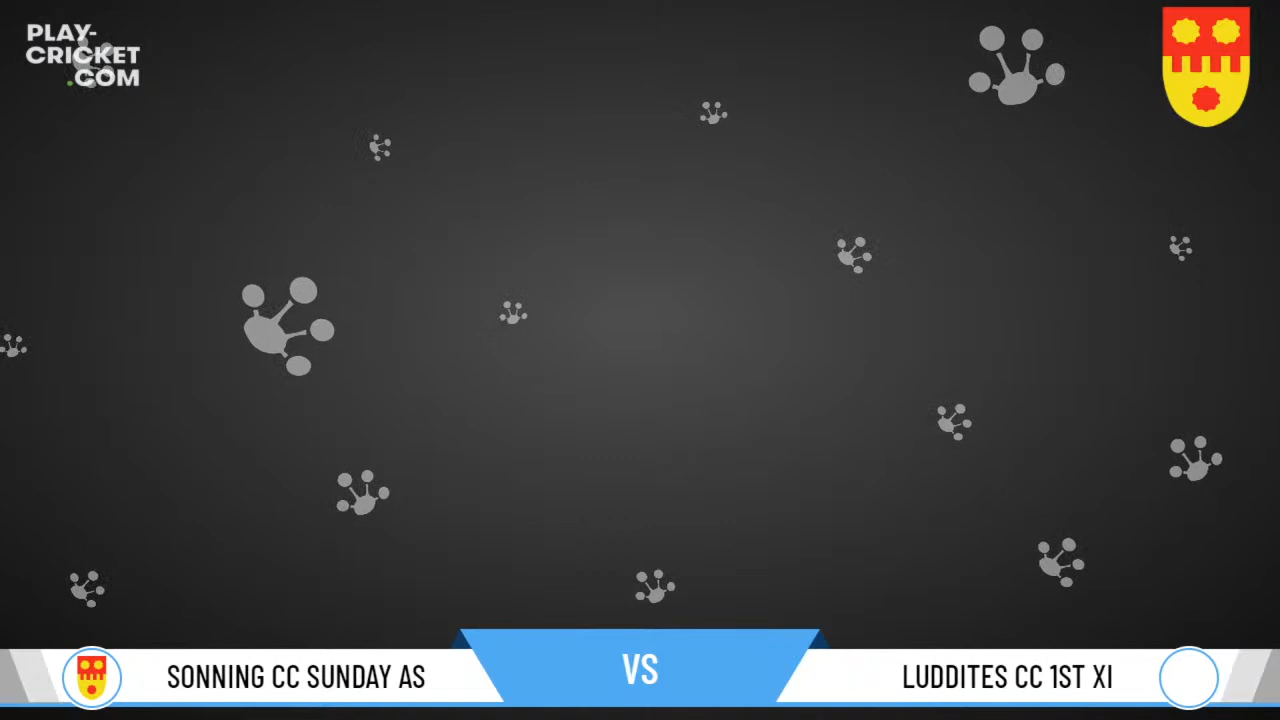 PLAY-
CRICKET
.COM
SONNING CC SUNDAY AS
VS
LUDDITES CC 1ST XI